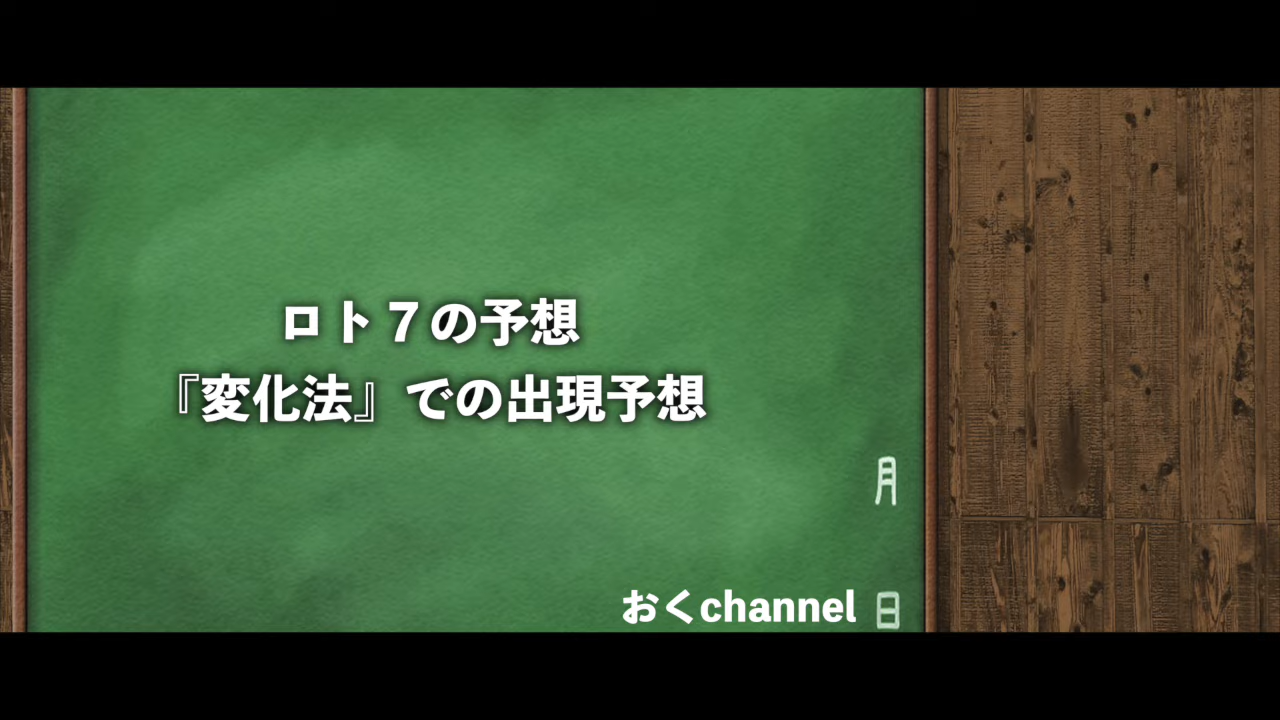 ロト７の予想
『変化法』での出現予想
月
おくchannel
日